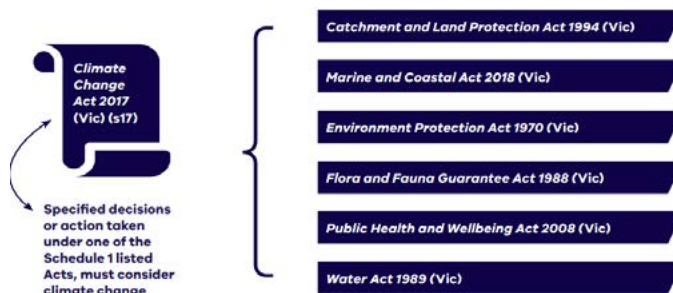 Climate
Change
Act 2017
(Vic) (s17)
Specified decisions
or action taken
under one of the
Schedule 1 listed
Acts, must consider
climate change
Catchment and Land Protection Act 1994 (Vic)
Marine and Coastal Act 2018 (Vic)
Environment Protection Act 1970 (Vic)
Flora and Fauna Guarantee Act 1988 (Vic)
Public Health and Wellbeing Act 2008 (Vic)
Water Act 1989 (Vic)